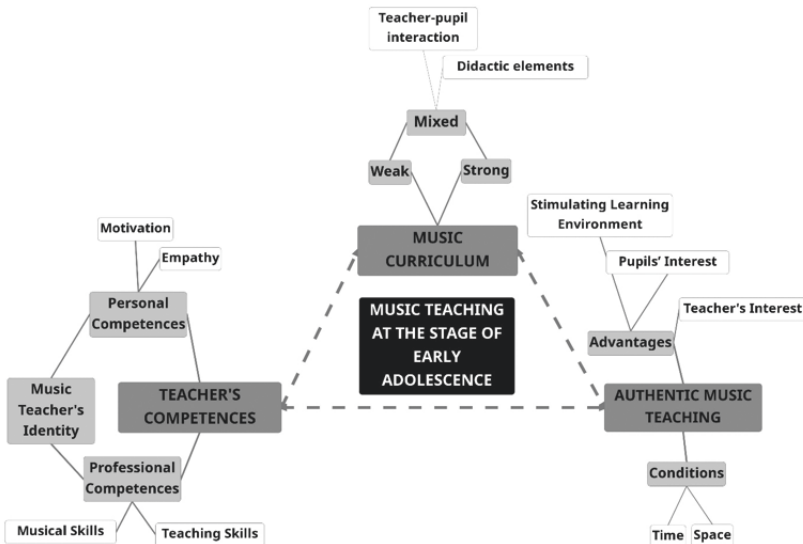 Teacher-pupil
interaction
Didactic elements
Mixed
Weak
Strong
MUSIC
CURRICULUM
Stimulating Learning
Environment
Pupils’ Interest
Teacher's Interest
Advantages
AUTHENTIC MUSIC
TEACHING
Conditions
Time
Space
MUSIC TEACHING
AT THE STAGE OF
EARLY
ADOLESCENCE
Motivation
Empathy
Personal
Competences
Music
Teacher's
Identity
TEACHER'S
COMPETENCES
Professional
Competences
Musical Skills
Teaching Skills